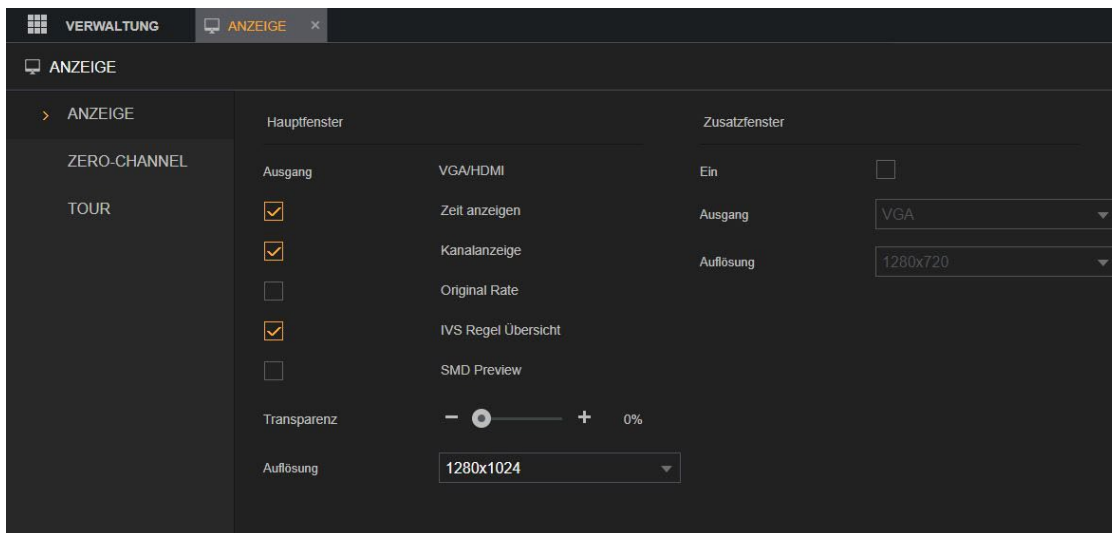 VERWALTUNG
ANZEIGE ×
ANZEIGE
> ANZEIGE
ZERO-CHANNEL
TOUR
Hauptfenster
Ausgang VGA/HDMI
Zeit anzeigen
Kanalanzeige
Original Rate
IVS Regel Übersicht
SMD Preview
Transparenz − + 0%
Auflösung 1280x1024
Zusatzfenster
Ein
Ausgang VGA
Auflösung 1280x720